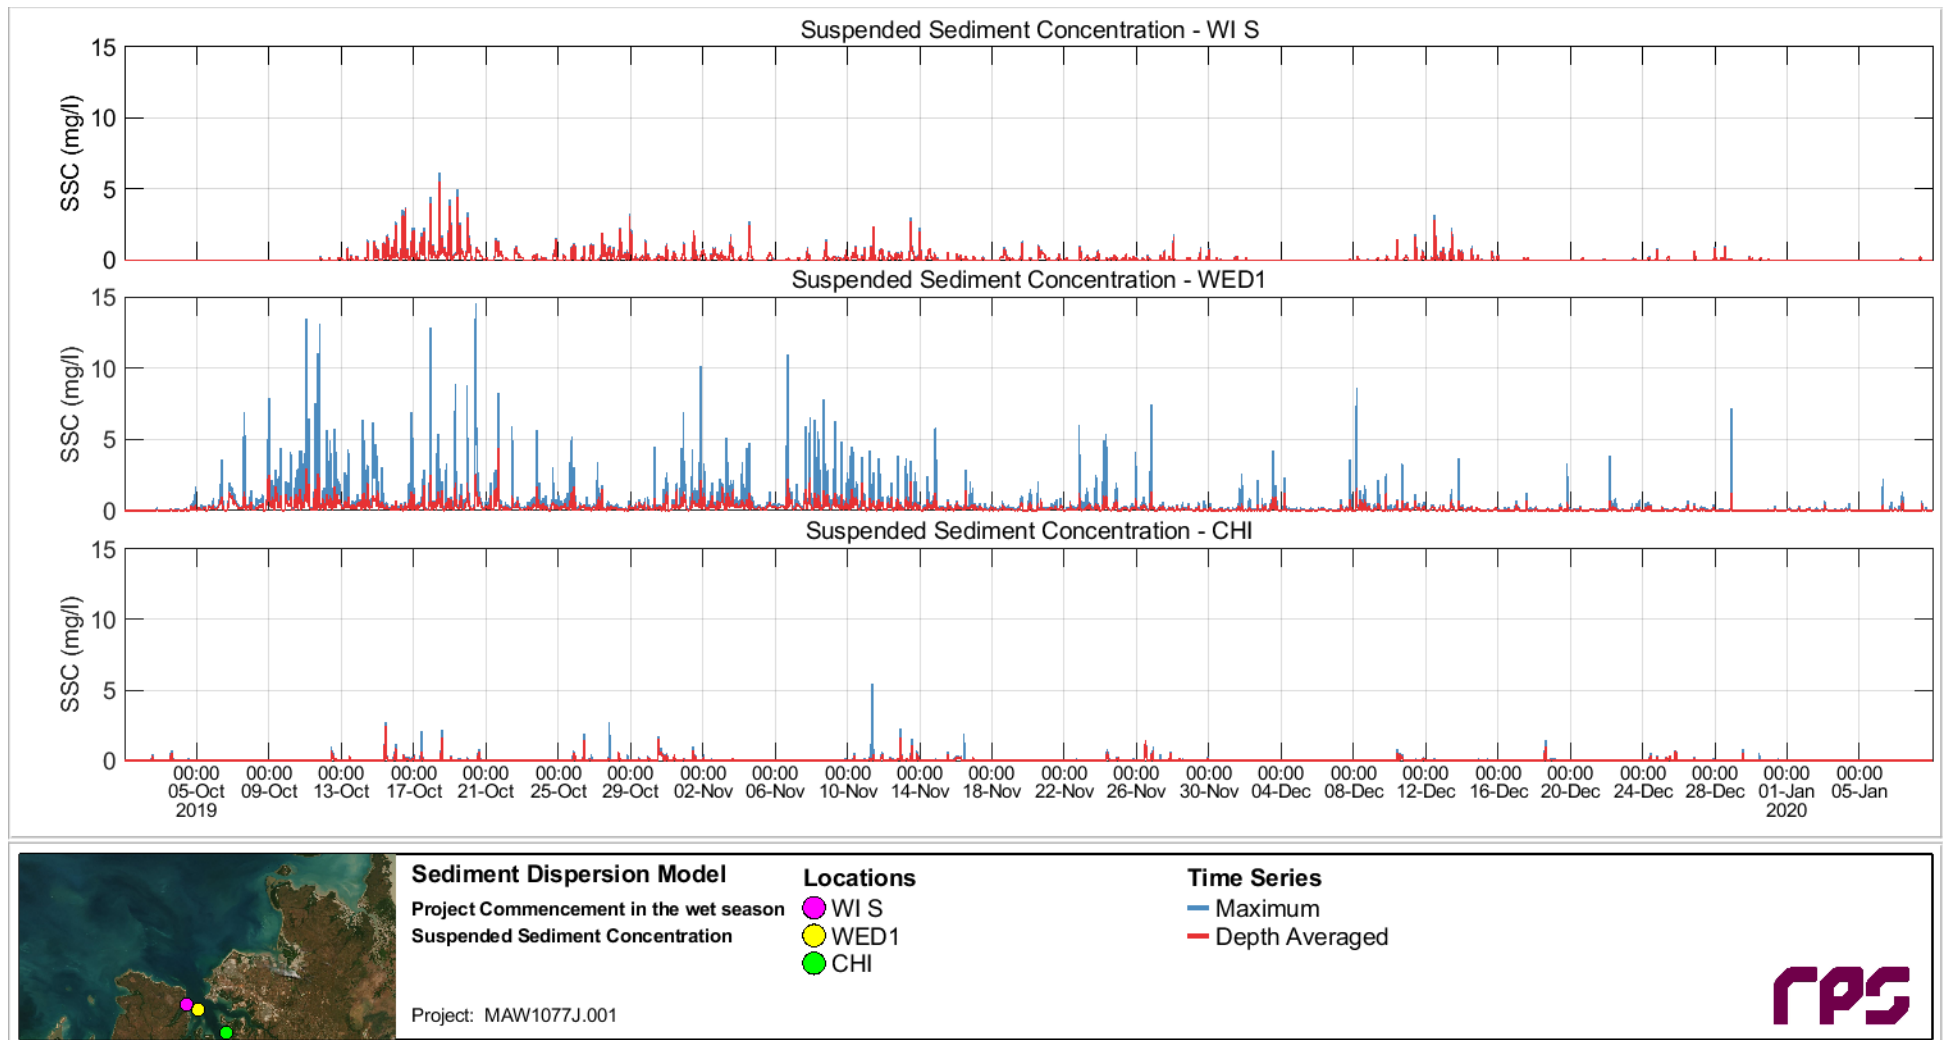 Suspended Sediment Concentration - WI S
15
10
5
0
SSC (mg/l)
Suspended Sediment Concentration - WED1
15
10
5
0
SSC (mg/l)
Suspended Sediment Concentration - CHI
15
10
5
0
SSC (mg/l)
00:00 00:00 00:00 00:00 00:00 00:00 00:00 00:00 00:00 00:00 00:00 00:00 00:00 00:00 00:00 00:00 00:00 00:00 00:00 00:00 00:00 00:00 00:00 00:00
05-Oct 09-Oct 13-Oct 17-Oct 21-Oct 25-Oct 29-Oct 02-Nov 06-Nov 10-Nov 14-Nov 18-Nov 22-Nov 26-Nov 30-Nov 04-Dec 08-Dec 12-Dec 16-Dec 20-Dec 24-Dec 28-Dec 01-Jan 05-Jan
2019 2020
Sediment Dispersion Model
Project Commencement in the wet season
Suspended Sediment Concentration
Project: MAW1077J.001
Locations
WI S
WED1
CHI
Time Series
Maximum
Depth Averaged
rps